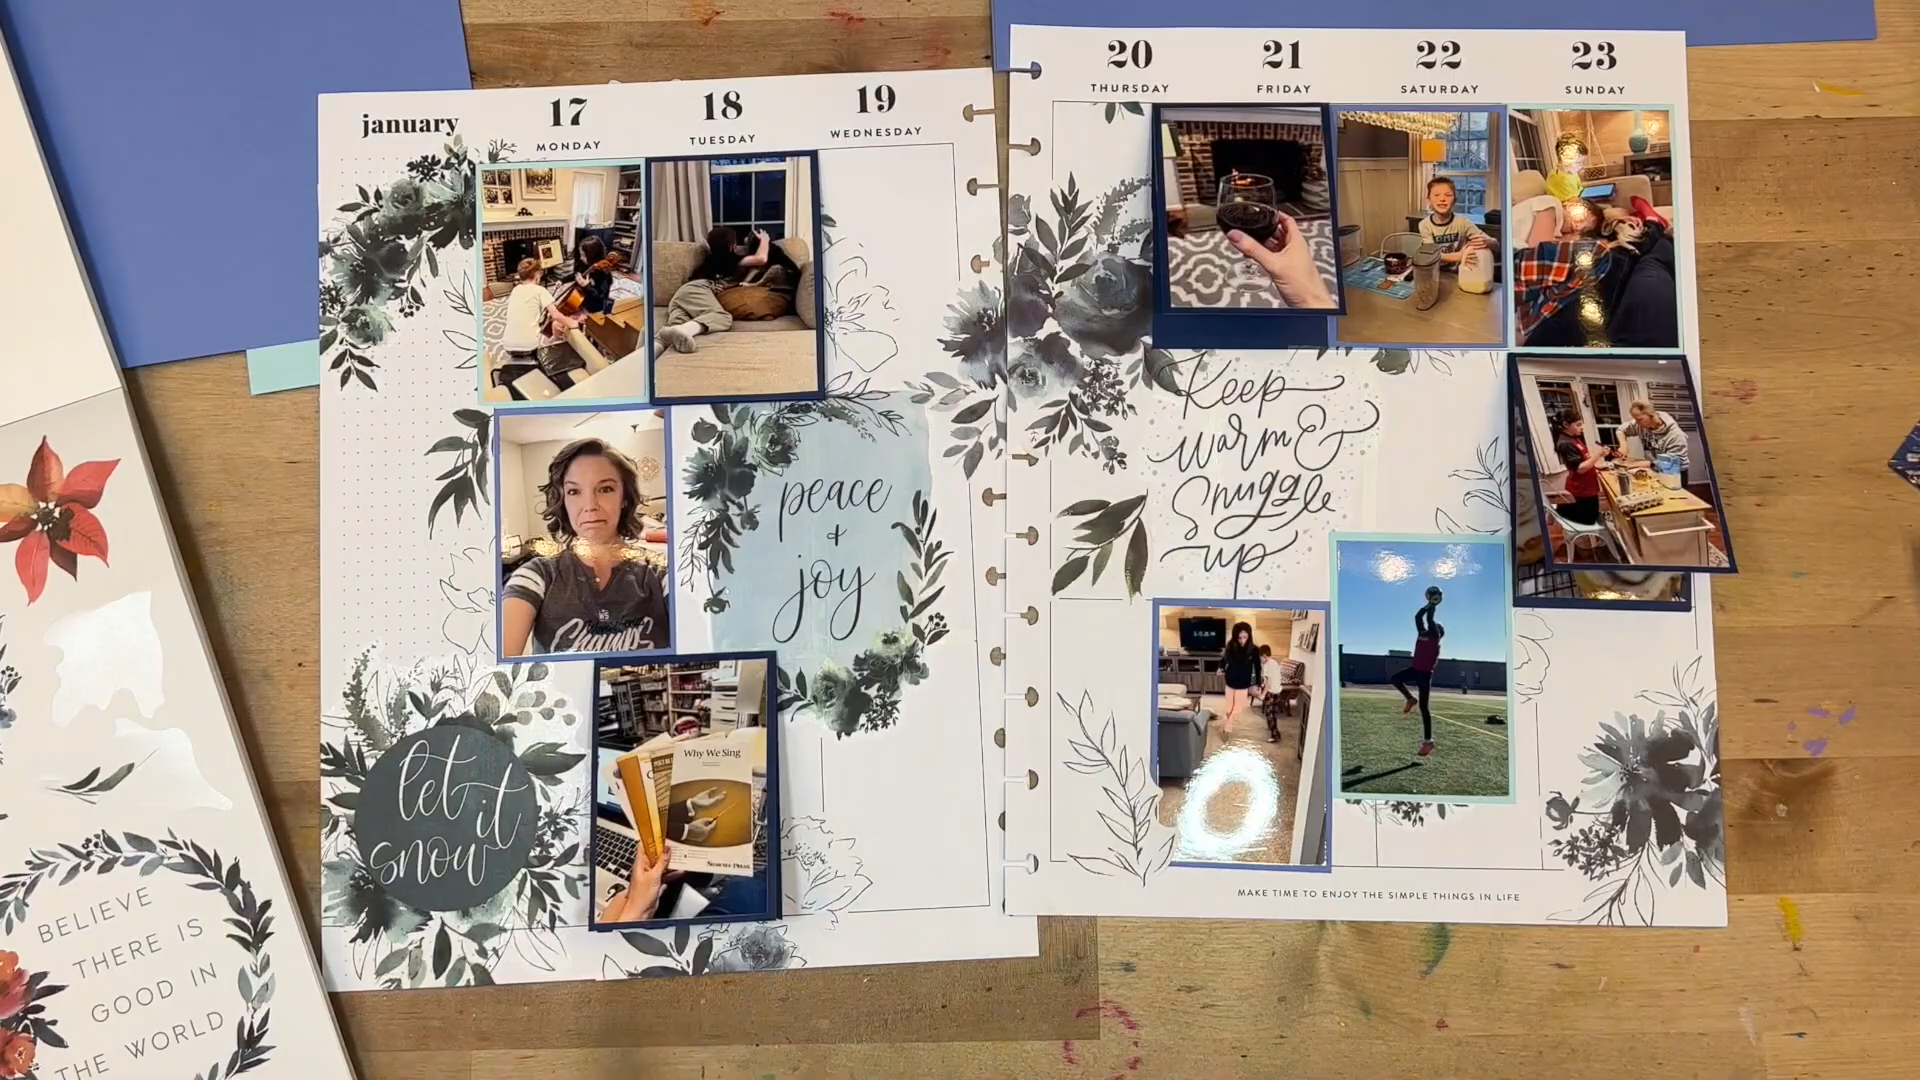 january
17
MONDAY
18
TUESDAY
19
WEDNESDAY
20
THURSDAY
21
FRIDAY
22
SATURDAY
23
SUNDAY
peace
+
joy
let it
snow
Why We Sing
Keep
warm &
Snuggle
up
MAKE TIME TO ENJOY THE SIMPLE THINGS IN LIFE
BELIEVE
THERE IS
GOOD IN
THE WORLD